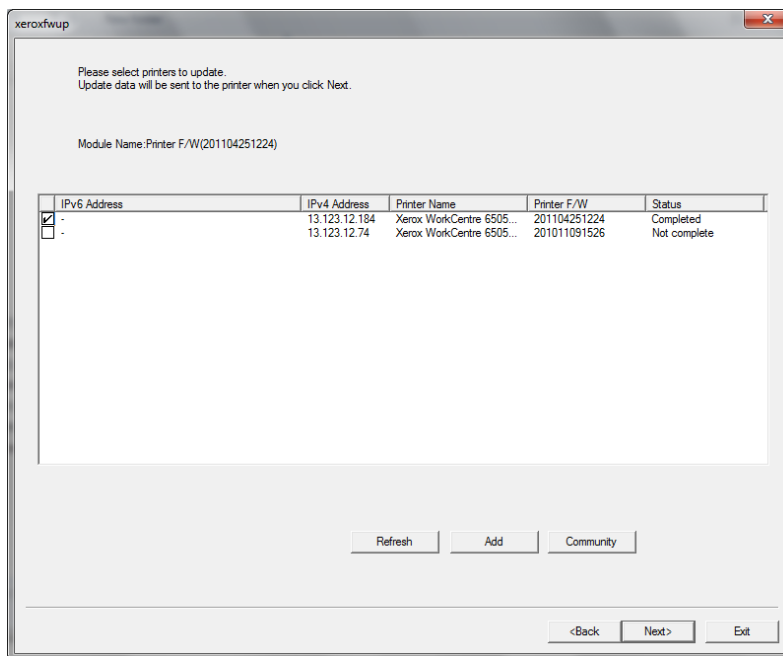 xeroxfwup
Please select printers to update.
Update data will be sent to the printer when you click Next.
Module Name:Printer F/W(201104251224)
IPv6 Address IPv4 Address Printer Name Printer F/W Status
- 13.123.12.184 Xerox WorkCentre 6505... 201104251224 Completed
- 13.123.12.74 Xerox WorkCentre 6505... 201011091526 Not complete
Refresh Add Community
<Back Next> Exit